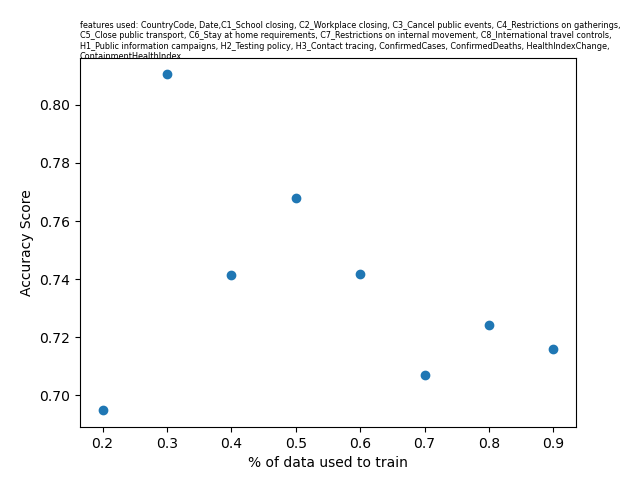 features used: CountryCode, Date,C1_School closing, C2_Workplace closing, C3_Cancel public events, C4_Restrictions on gatherings,
C5_Close public transport, C6_Stay at home requirements, C7_Restrictions on internal movement, C8_International travel controls,
H1_Public information campaigns, H2_Testing policy, H3_Contact tracing, ConfirmedCases, ConfirmedDeaths, HealthIndexChange,
ContainmentHealthIndex
0.80
0.78
0.76
0.74
0.72
0.70
Accuracy Score
0.2 0.3 0.4 0.5 0.6 0.7 0.8 0.9
% of data used to train